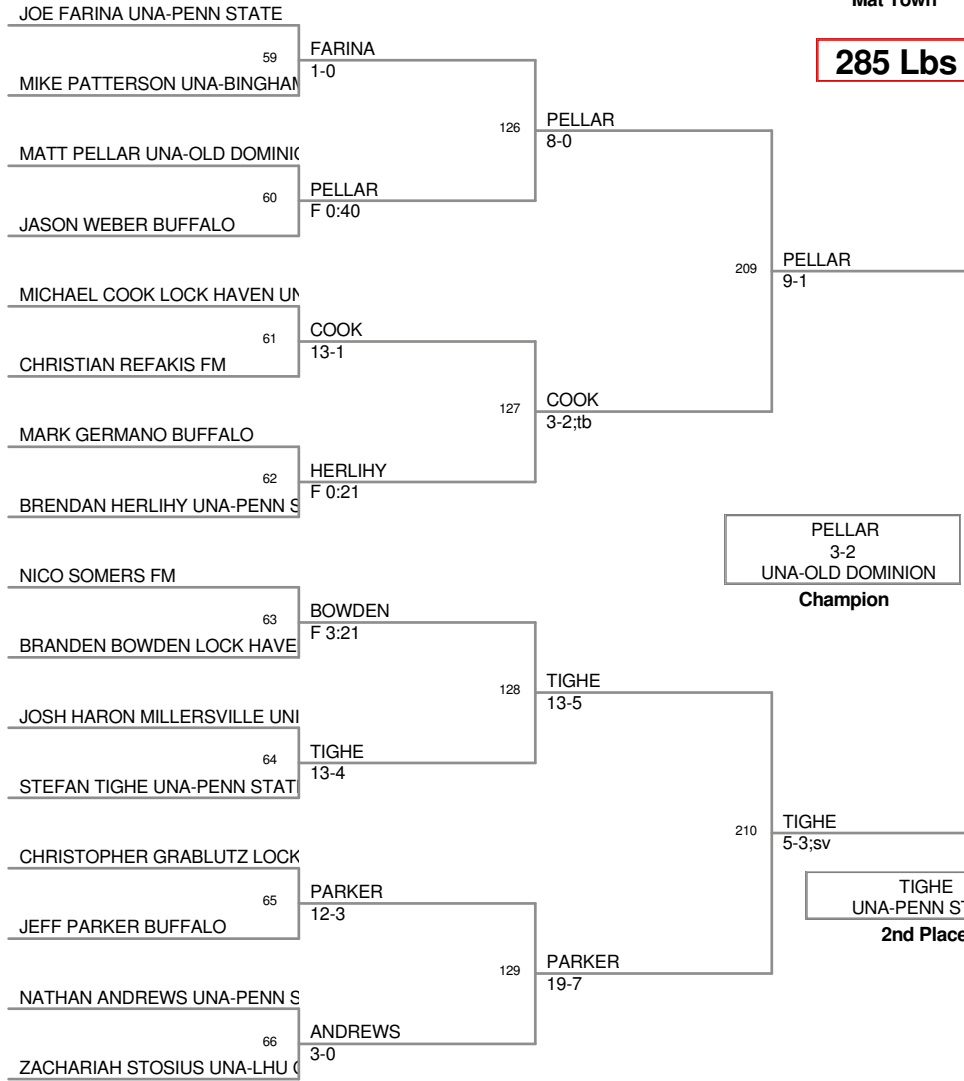 Mat Town
285 Lbs
JOE FARINA UNA-PENN STATE
59
MIKE PATTERSON UNA-BINGHAM
FARINA
1-0
126
MATT PELLAR UNA-OLD DOMINIO
60
JASON WEBER BUFFALO
PELLAR
F 0:40
PELLAR
8-0
209
MICHAEL COOK LOCK HAVEN UN
61
CHRISTIAN REFAKIS FM
COOK
13-1
127
MARK GERMANO BUFFALO
62
BRENDAN HERLIHY UNA-PENN S
HERLIHY
F 0:21
COOK
3-2;tb
PELLAR
9-1
PELLAR
3-2
UNA-OLD DOMINION
Champion
NICO SOMERS FM
63
BRANDEN BOWDEN LOCK HAVE
BOWDEN
F 3:21
128
JOSH HARON MILLERSVILLE UNI
64
STEFAN TIGHE UNA-PENN STAT
TIGHE
13-4
TIGHE
13-5
210
CHRISTOPHER GRABLUTZ LOCK
65
JEFF PARKER BUFFALO
PARKER
12-3
129
NATHAN ANDREWS UNA-PENN S
66
ZACHARIAH STOSIUS UNA-LHU
ANDREWS
3-0
PARKER
19-7
TIGHE
5-3;sv
TIGHE
UNA-PENN ST
2nd Place